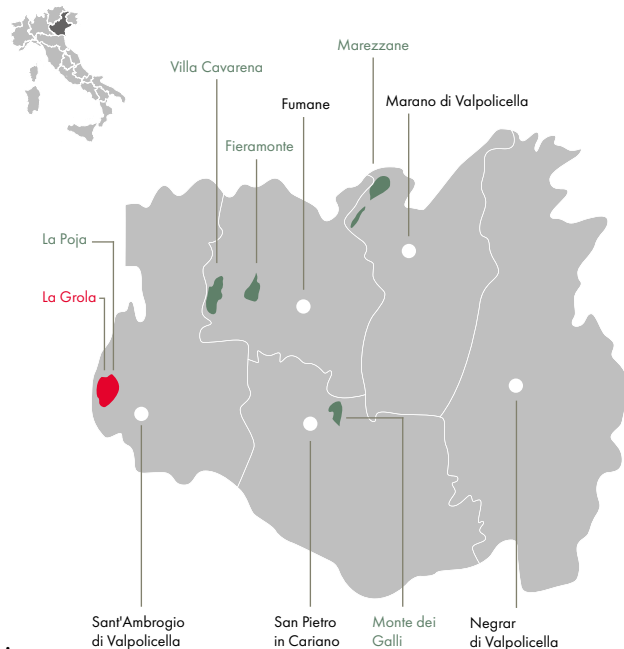 Marezzane
Villa Cavarena
Fumane
Marano di Valpolicella
Fieramonte
La Poja
La Grola
Sant'Ambrogio
di Valpolicella
San Pietro
in Cariano
Monte dei
Galli
Negrar
di Valpolicella